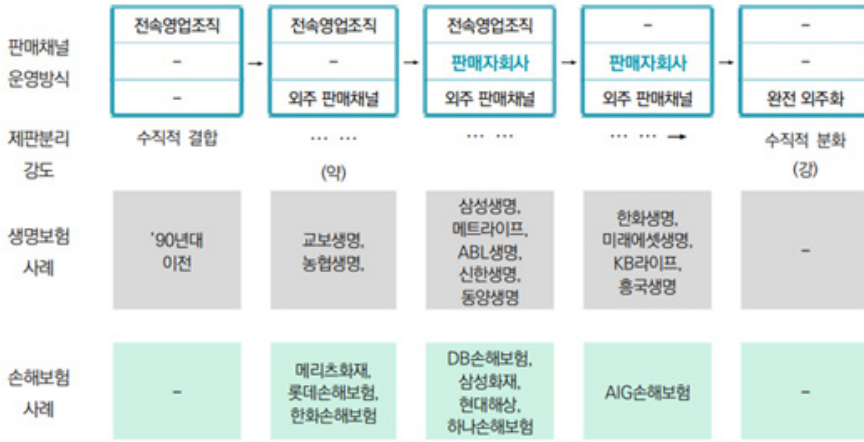 판매채널
운영방식
전속영업조직
-
-
→
전속영업조직
-
외주 판매채널
→
전속영업조직
판매자회사
외주 판매채널
→
-
판매자회사
외주 판매채널
→
-
-
완전 외주화
제판분리
강도
수직적 결합
… …
(약)
… …
… … →
수직적 분화
(강)
생명보험
사례
'90년대
이전
교보생명,
농협생명,
삼성생명,
메트라이프,
ABL생명,
신한생명,
동양생명
한화생명,
미래에셋생명,
KB라이프,
흥국생명
-
손해보험
사례
-
메리츠화재,
롯데손해보험,
한화손해보험
DB손해보험,
삼성화재,
현대해상,
하나손해보험
AIG손해보험
-